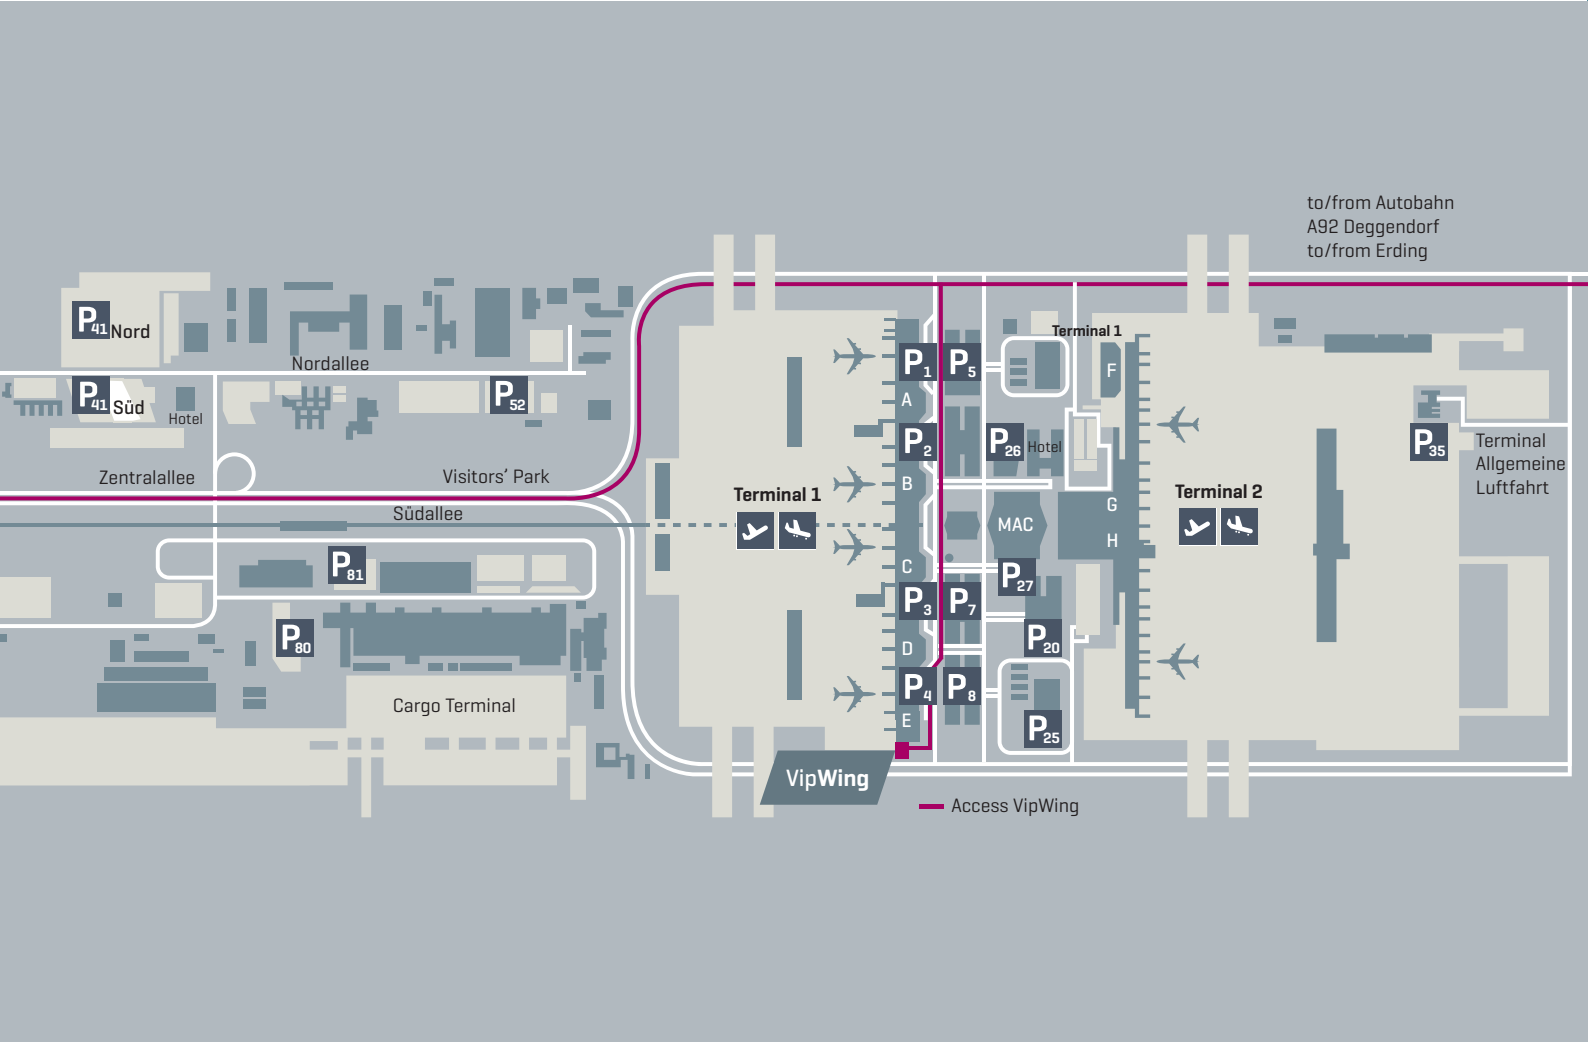 to/from Autobahn
A92 Deggendorf
to/from Erding
P41 Nord
Nordallee
P41 Süd
Hotel
P52
Zentralallee
Visitors’ Park
Südallee
P81
P80
Cargo Terminal
Terminal 1
P1
P5
A
P2
P26
Hotel
B
MAC
C
P27
P3
P7
P20
D
P4
P8
E
P25
Terminal 1
F
G
H
Terminal 2
P35
Terminal
Allgemeine
Luftfahrt
VipWing
Access VipWing